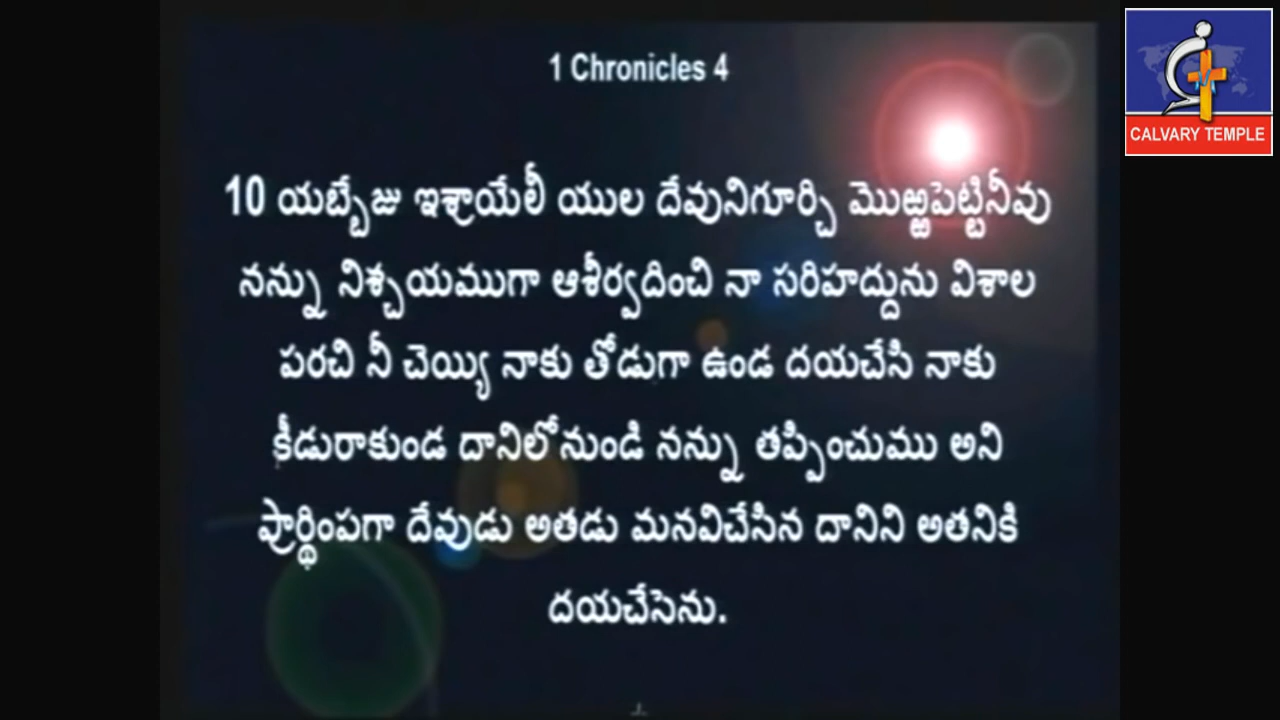 1 Chronicles 4
CALVARY TEMPLE
10 యబ్బేజు ఇశ్రాయేలీ యుల దేవునిగూర్చి మొఱ్ఱపెట్టినీవు
నన్ను నిశ్చయముగా ఆశీర్వదించి నా సరిహద్దును విశాల
పరచి నీ చెయ్యి నాకు తోడుగా ఉండ దయచేసి నాకు
కీడురాకుండ దానిలోనుండి నన్ను తప్పించుము అని
ప్రార్థింపగా దేవుడు అతడు మనవిచేసిన దానిని అతనికి
దయచేసెను.